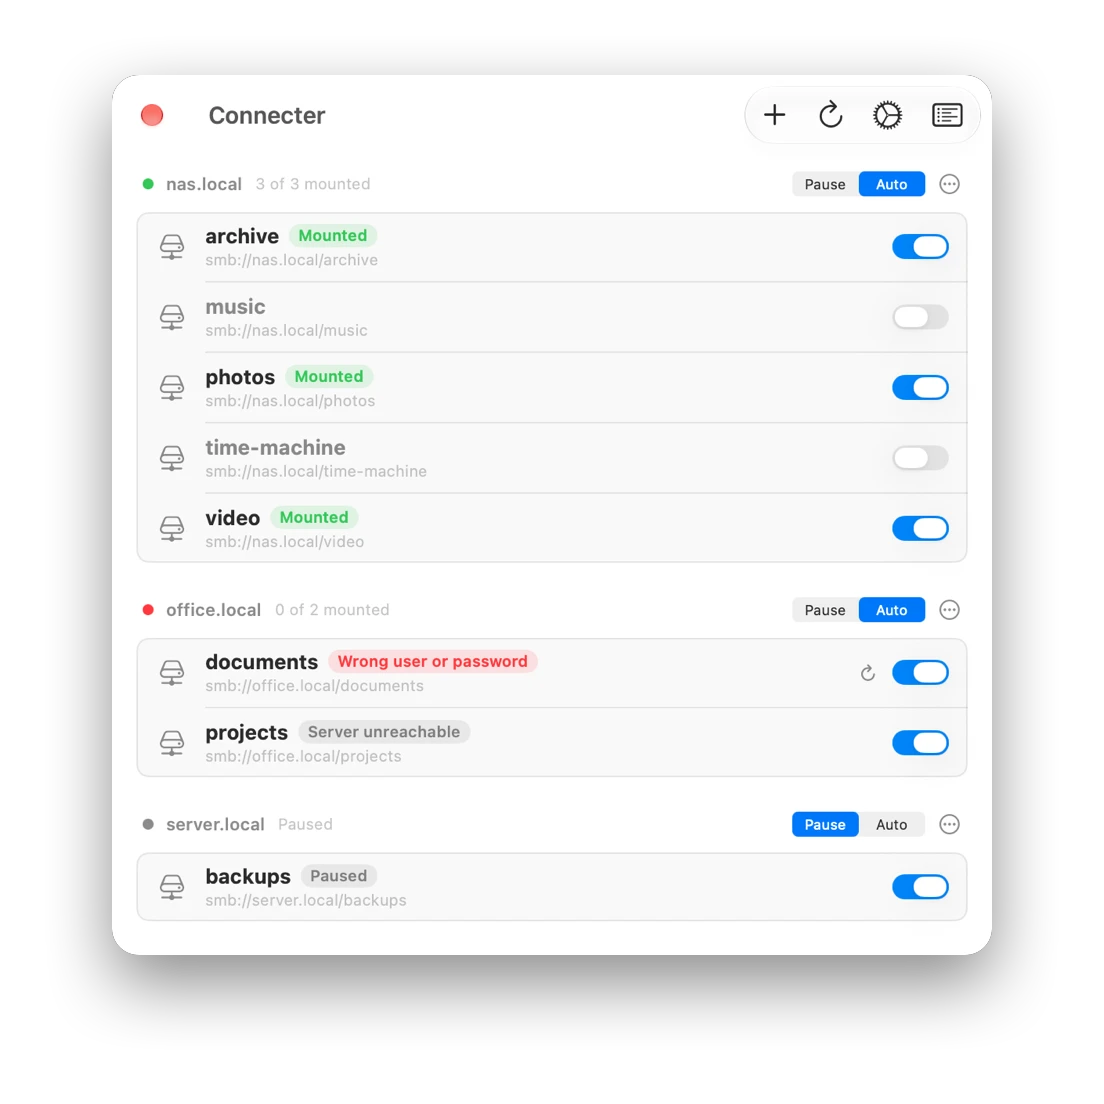 Connecter
nas.local 3 of 3 mounted Pause Auto
archive Mounted
smb://nas.local/archive
music
smb://nas.local/music
photos Mounted
smb://nas.local/photos
time-machine
smb://nas.local/time-machine
video Mounted
smb://nas.local/video
office.local 0 of 2 mounted Pause Auto
documents Wrong user or password
smb://office.local/documents
projects Server unreachable
smb://office.local/projects
server.local Paused Pause Auto
backups Paused
smb://server.local/backups